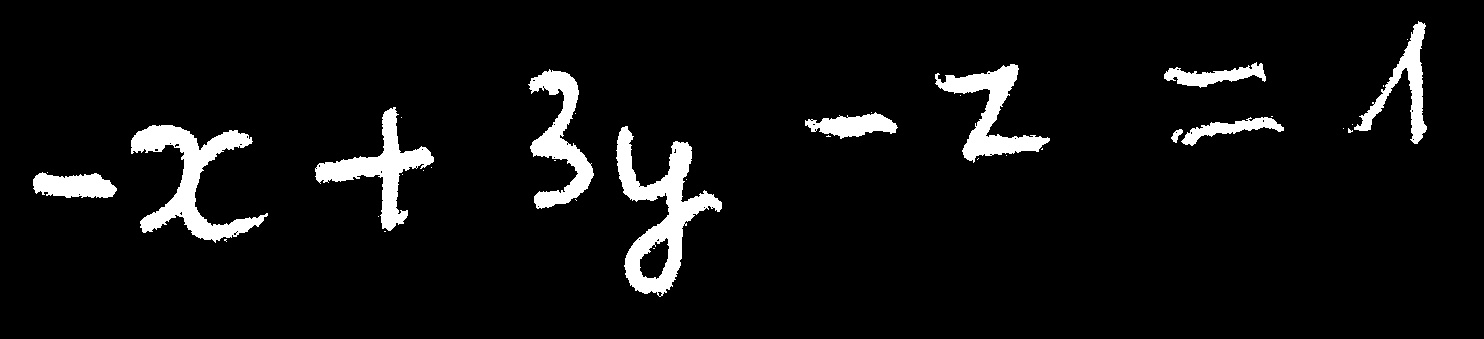 -x + 3y - z = 1